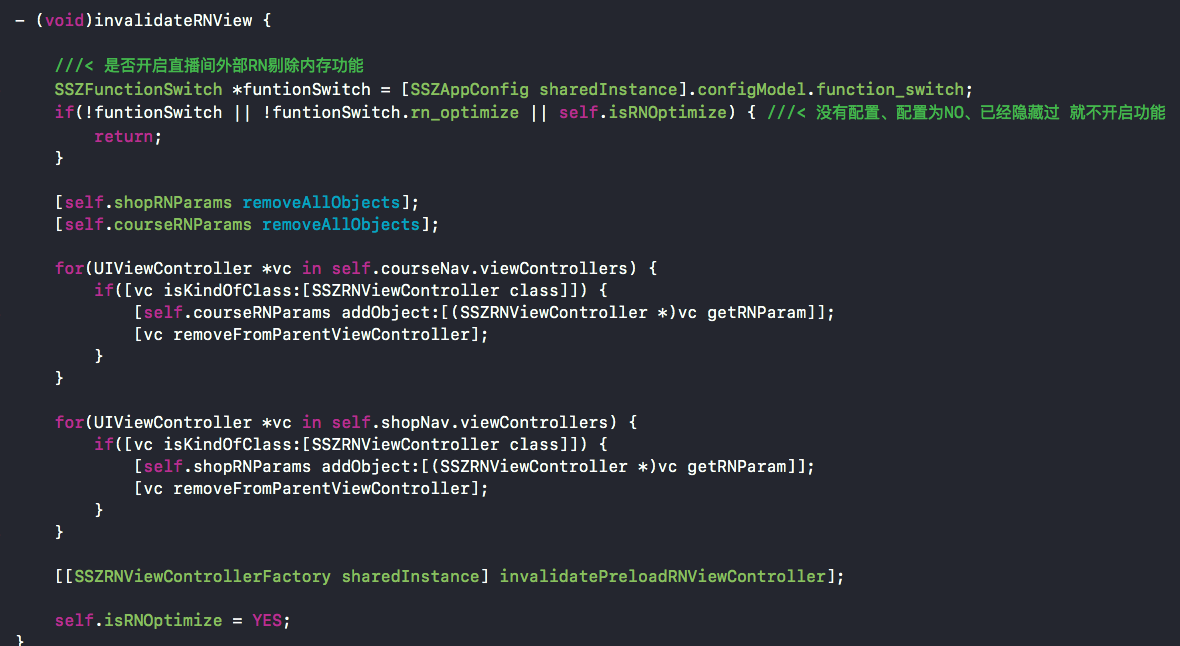 - (void)invalidateRNView {
///< 是否开启直播间外部RN剔除内存功能
SSZFunctionSwitch *funtionSwitch = [SSZAppConfig sharedInstance].configModel.function_switch;
if(!funtionSwitch || !funtionSwitch.rn_optimize || self.isRNOptimize) { ///< 没有配置、配置为NO、已经隐藏过 就不开启功能
return;
}
[self.shopRNParams removeAllObjects];
[self.courseRNParams removeAllObjects];
for(UIViewController *vc in self.courseNav.viewControllers) {
if([vc isKindOfClass:[SSZRNViewController class]]) {
[self.courseRNParams addObject:[(SSZRNViewController *)vc getRNParam]];
[vc removeFromParentViewController];
}
}
for(UIViewController *vc in self.shopNav.viewControllers) {
if([vc isKindOfClass:[SSZRNViewController class]]) {
[self.shopRNParams addObject:[(SSZRNViewController *)vc getRNParam]];
[vc removeFromParentViewController];
}
}
[[SSZRNViewControllerFactory sharedInstance] invalidatePreloadRNViewController];
self.isRNOptimize = YES;
}